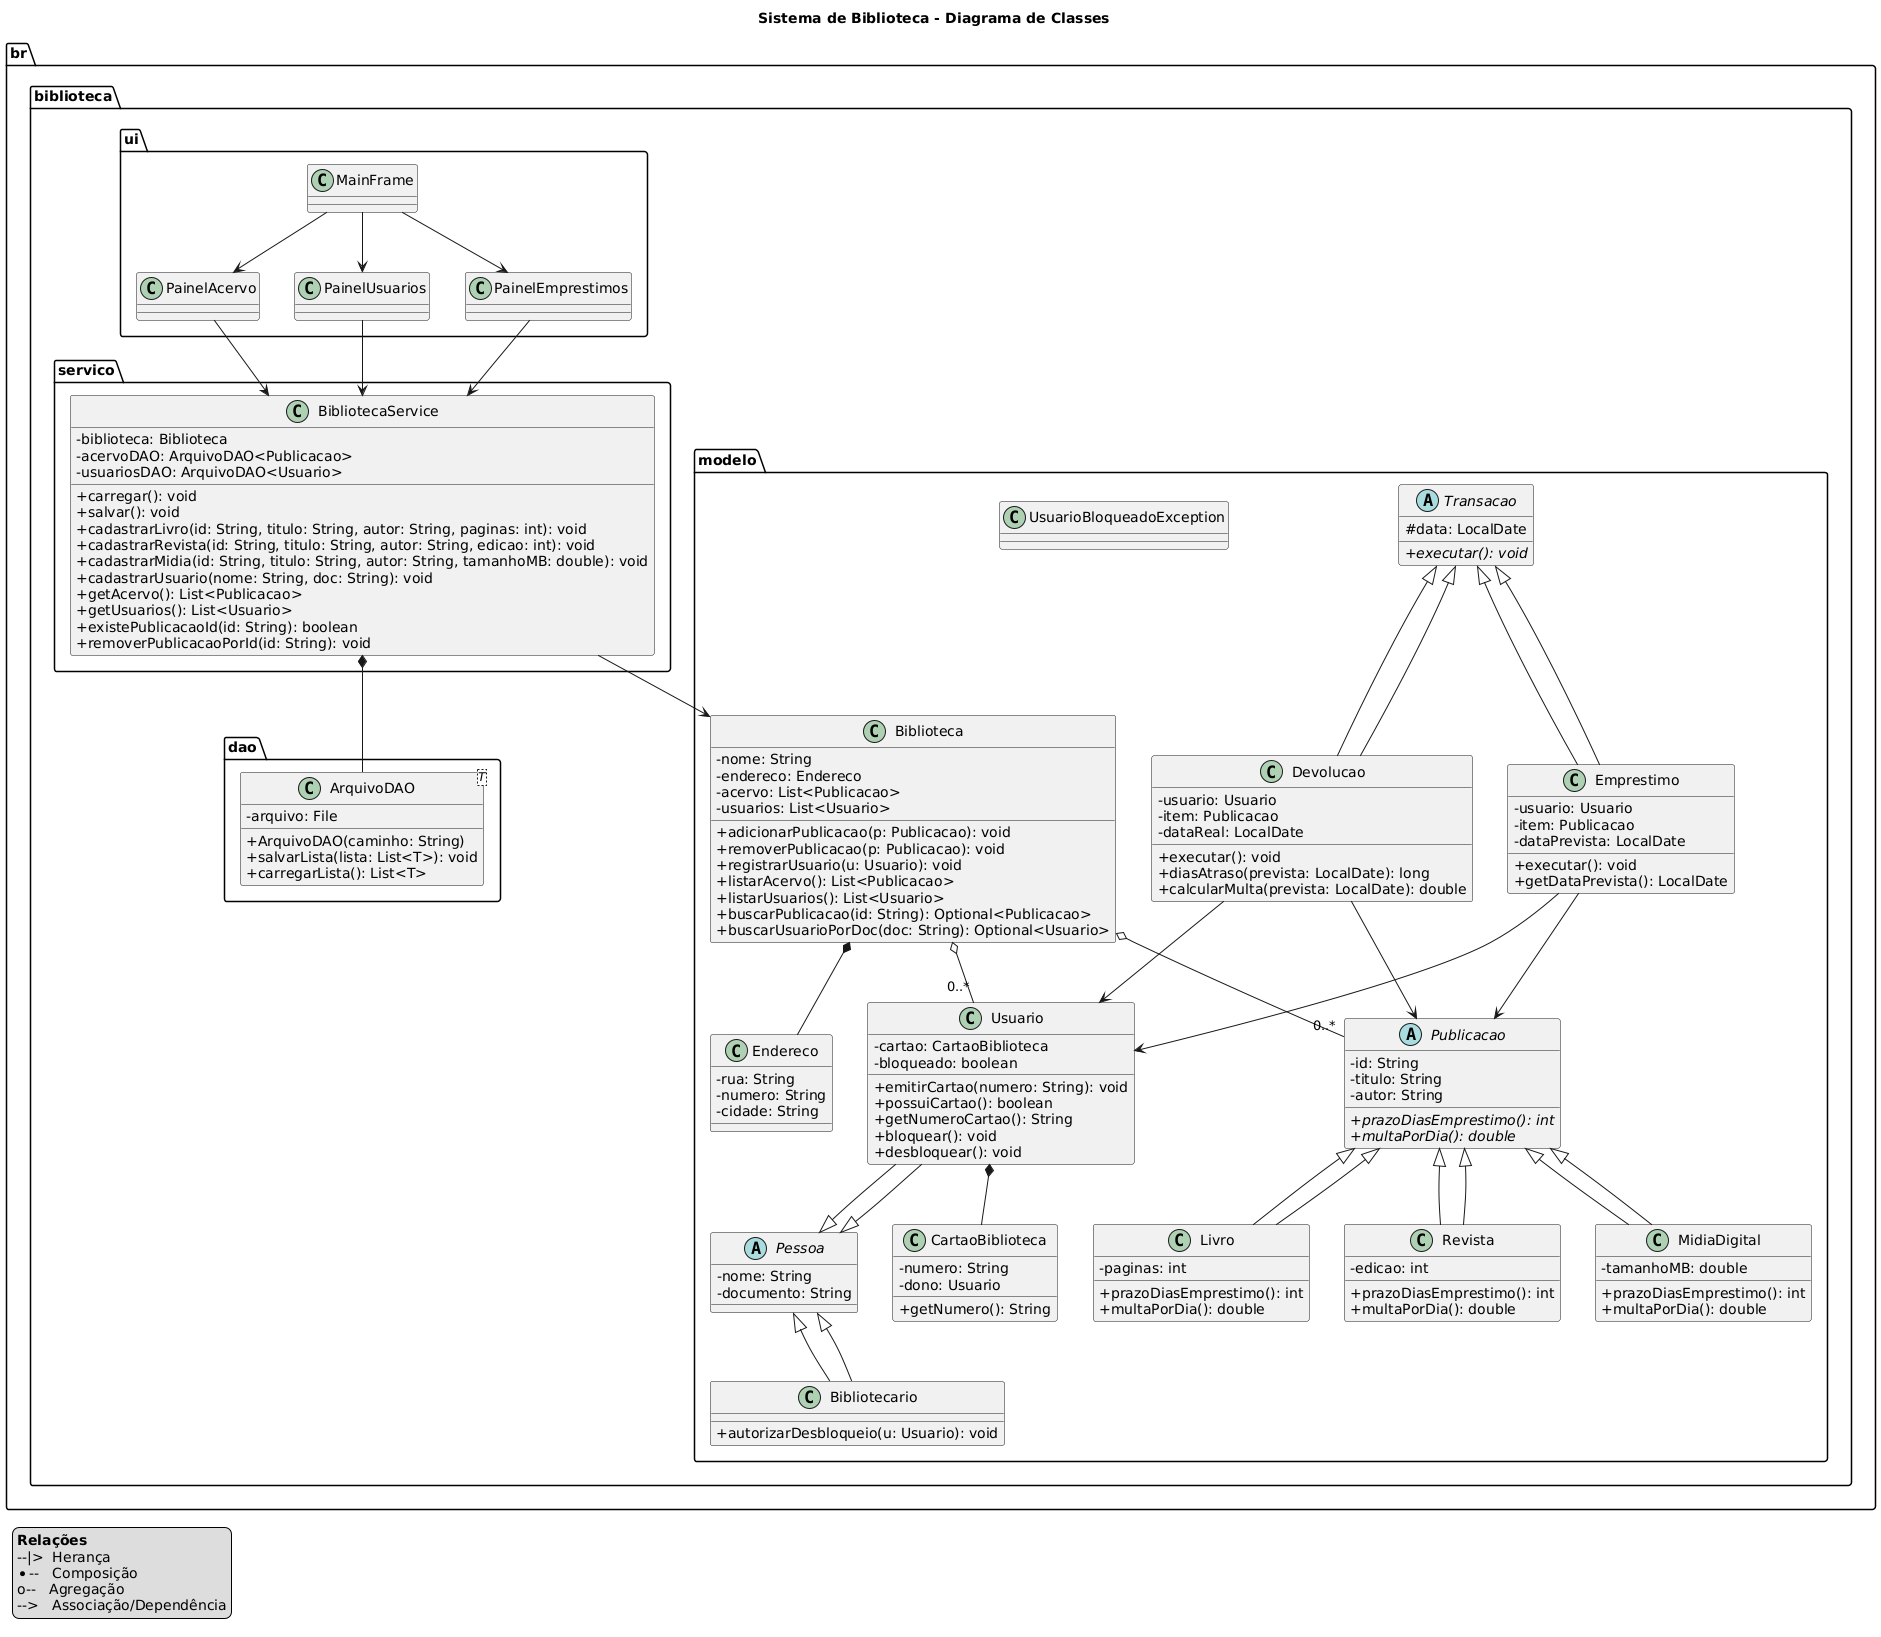 Sistema de Biblioteca - Diagrama de Classes
br
biblioteca
ui
C MainFrame
C PainelAcervo
C PainelUsuarios
C PainelEmprestimos
servico
C BibliotecaService
-biblioteca: Biblioteca
-acervoDAO: ArquivoDAO<Publicacao>
-usuariosDAO: ArquivoDAO<Usuario>
+carregar(): void
+salvar(): void
+cadastrarLivro(id: String, titulo: String, autor: String, paginas: int): void
+cadastrarRevista(id: String, titulo: String, autor: String, edicao: int): void
+cadastrarMidia(id: String, titulo: String, autor: String, tamanhoMB: double): void
+cadastrarUsuario(nome: String, doc: String): void
+getAcervo(): List<Publicacao>
+getUsuarios(): List<Usuario>
+existePublicacaoId(id: String): boolean
+removerPublicacaoPorId(id: String): void
dao
C ArquivoDAO
T
-arquivo: File
+ArquivoDAO(caminho: String)
+salvarLista(lista: List<T>): void
+carregarLista(): List<T>
modelo
C UsuarioBloqueadoException
A Transacao
#data: LocalDate
+executar(): void
C Biblioteca
-nome: String
-endereco: Endereco
-acervo: List<Publicacao>
-usuarios: List<Usuario>
+adicionarPublicacao(p: Publicacao): void
+removerPublicacao(p: Publicacao): void
+registrarUsuario(u: Usuario): void
+listarAcervo(): List<Publicacao>
+listarUsuarios(): List<Usuario>
+buscarPublicacao(id: String): Optional<Publicacao>
+buscarUsuarioPorDoc(doc: String): Optional<Usuario>
C Devolucao
-usuario: Usuario
-item: Publicacao
-dataReal: LocalDate
+executar(): void
+diasAtraso(prevista: LocalDate): long
+calcularMulta(prevista: LocalDate): double
C Emprestimo
-usuario: Usuario
-item: Publicacao
-dataPrevista: LocalDate
+executar(): void
+getDataPrevista(): LocalDate
0..*
0..*
C Endereco
-rua: String
-numero: String
-cidade: String
C Usuario
-cartao: CartaoBiblioteca
-bloqueado: boolean
+emitirCartao(numero: String): void
+possuiCartao(): boolean
+getNumeroCartao(): String
+bloquear(): void
+desbloquear(): void
A Publicacao
-id: String
-titulo: String
-autor: String
+prazoDiasEmprestimo(): int
+multaPorDia(): double
A Pessoa
-nome: String
-documento: String
C CartaoBiblioteca
-numero: String
-dono: Usuario
+getNumero(): String
C Livro
-paginas: int
+prazoDiasEmprestimo(): int
+multaPorDia(): double
C Revista
-edicao: int
+prazoDiasEmprestimo(): int
+multaPorDia(): double
C MidiaDigital
-tamanhoMB: double
+prazoDiasEmprestimo(): int
+multaPorDia(): double
C Bibliotecario
+autorizarDesbloqueio(u: Usuario): void
Relações
--|> Herança
•-- Composição
o-- Agregação
--> Associação/Dependência